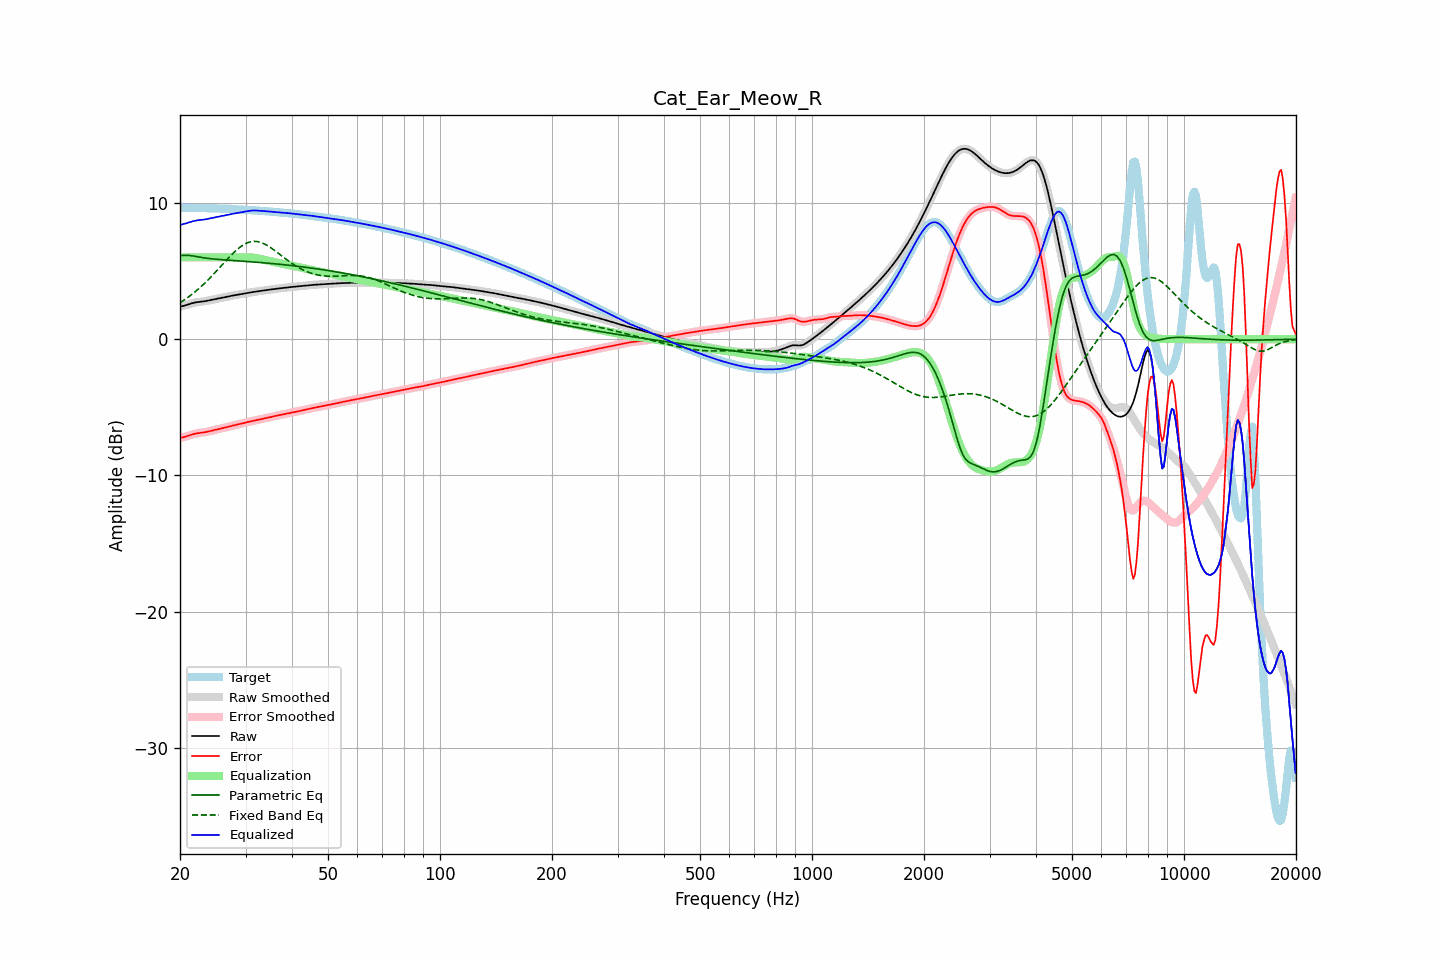 Cat_Ear_Meow_R
10
0
−10
−20
−30
Amplitude (dBr)
Target
Raw Smoothed
Error Smoothed
Raw
Error
Equalization
Parametric Eq
Fixed Band Eq
Equalized
20 50 100 200 500 1000 2000 5000 10000 20000
Frequency (Hz)